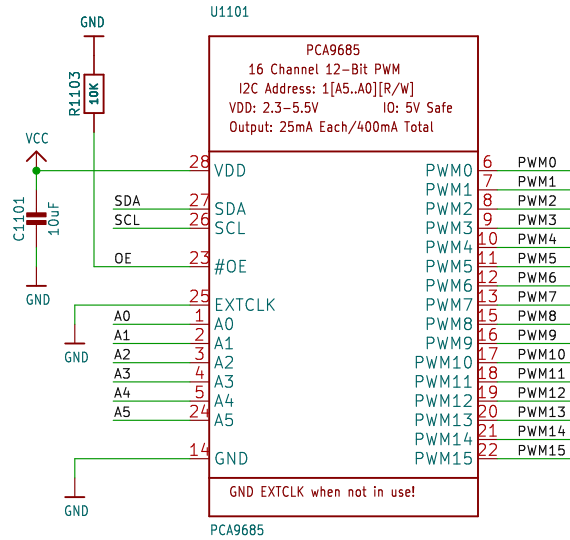 U1101
GND
PCA9685
16 Channel 12-Bit PWM
I2C Address: 1[A5..A0][R/W]
VDD: 2.3-5.5V IO: 5V Safe
Output: 25mA Each/400mA Total
R1103
10K
VCC
28 VDD
PWM0 6 PWM0
PWM1 7 PWM1
SDA 27 SDA
PWM2 8 PWM2
SCL 26 SCL
PWM3 9 PWM3
C1101
10uF
PWM4 10 PWM4
OE 23 #OE
PWM5 11 PWM5
PWM6 12 PWM6
GND
25 EXTCLK
PWM7 13 PWM7
A0 1 A0
PWM8 15 PWM8
A1 2 A1
PWM9 16 PWM9
GND
A2 3 A2
PWM10 17 PWM10
A3 4 A3
PWM11 18 PWM11
A4 5 A4
PWM12 19 PWM12
A5 24 A5
PWM13 20 PWM13
PWM14 21 PWM14
14 GND
PWM15 22 PWM15
GND EXTCLK when not in use!
GND
PCA9685